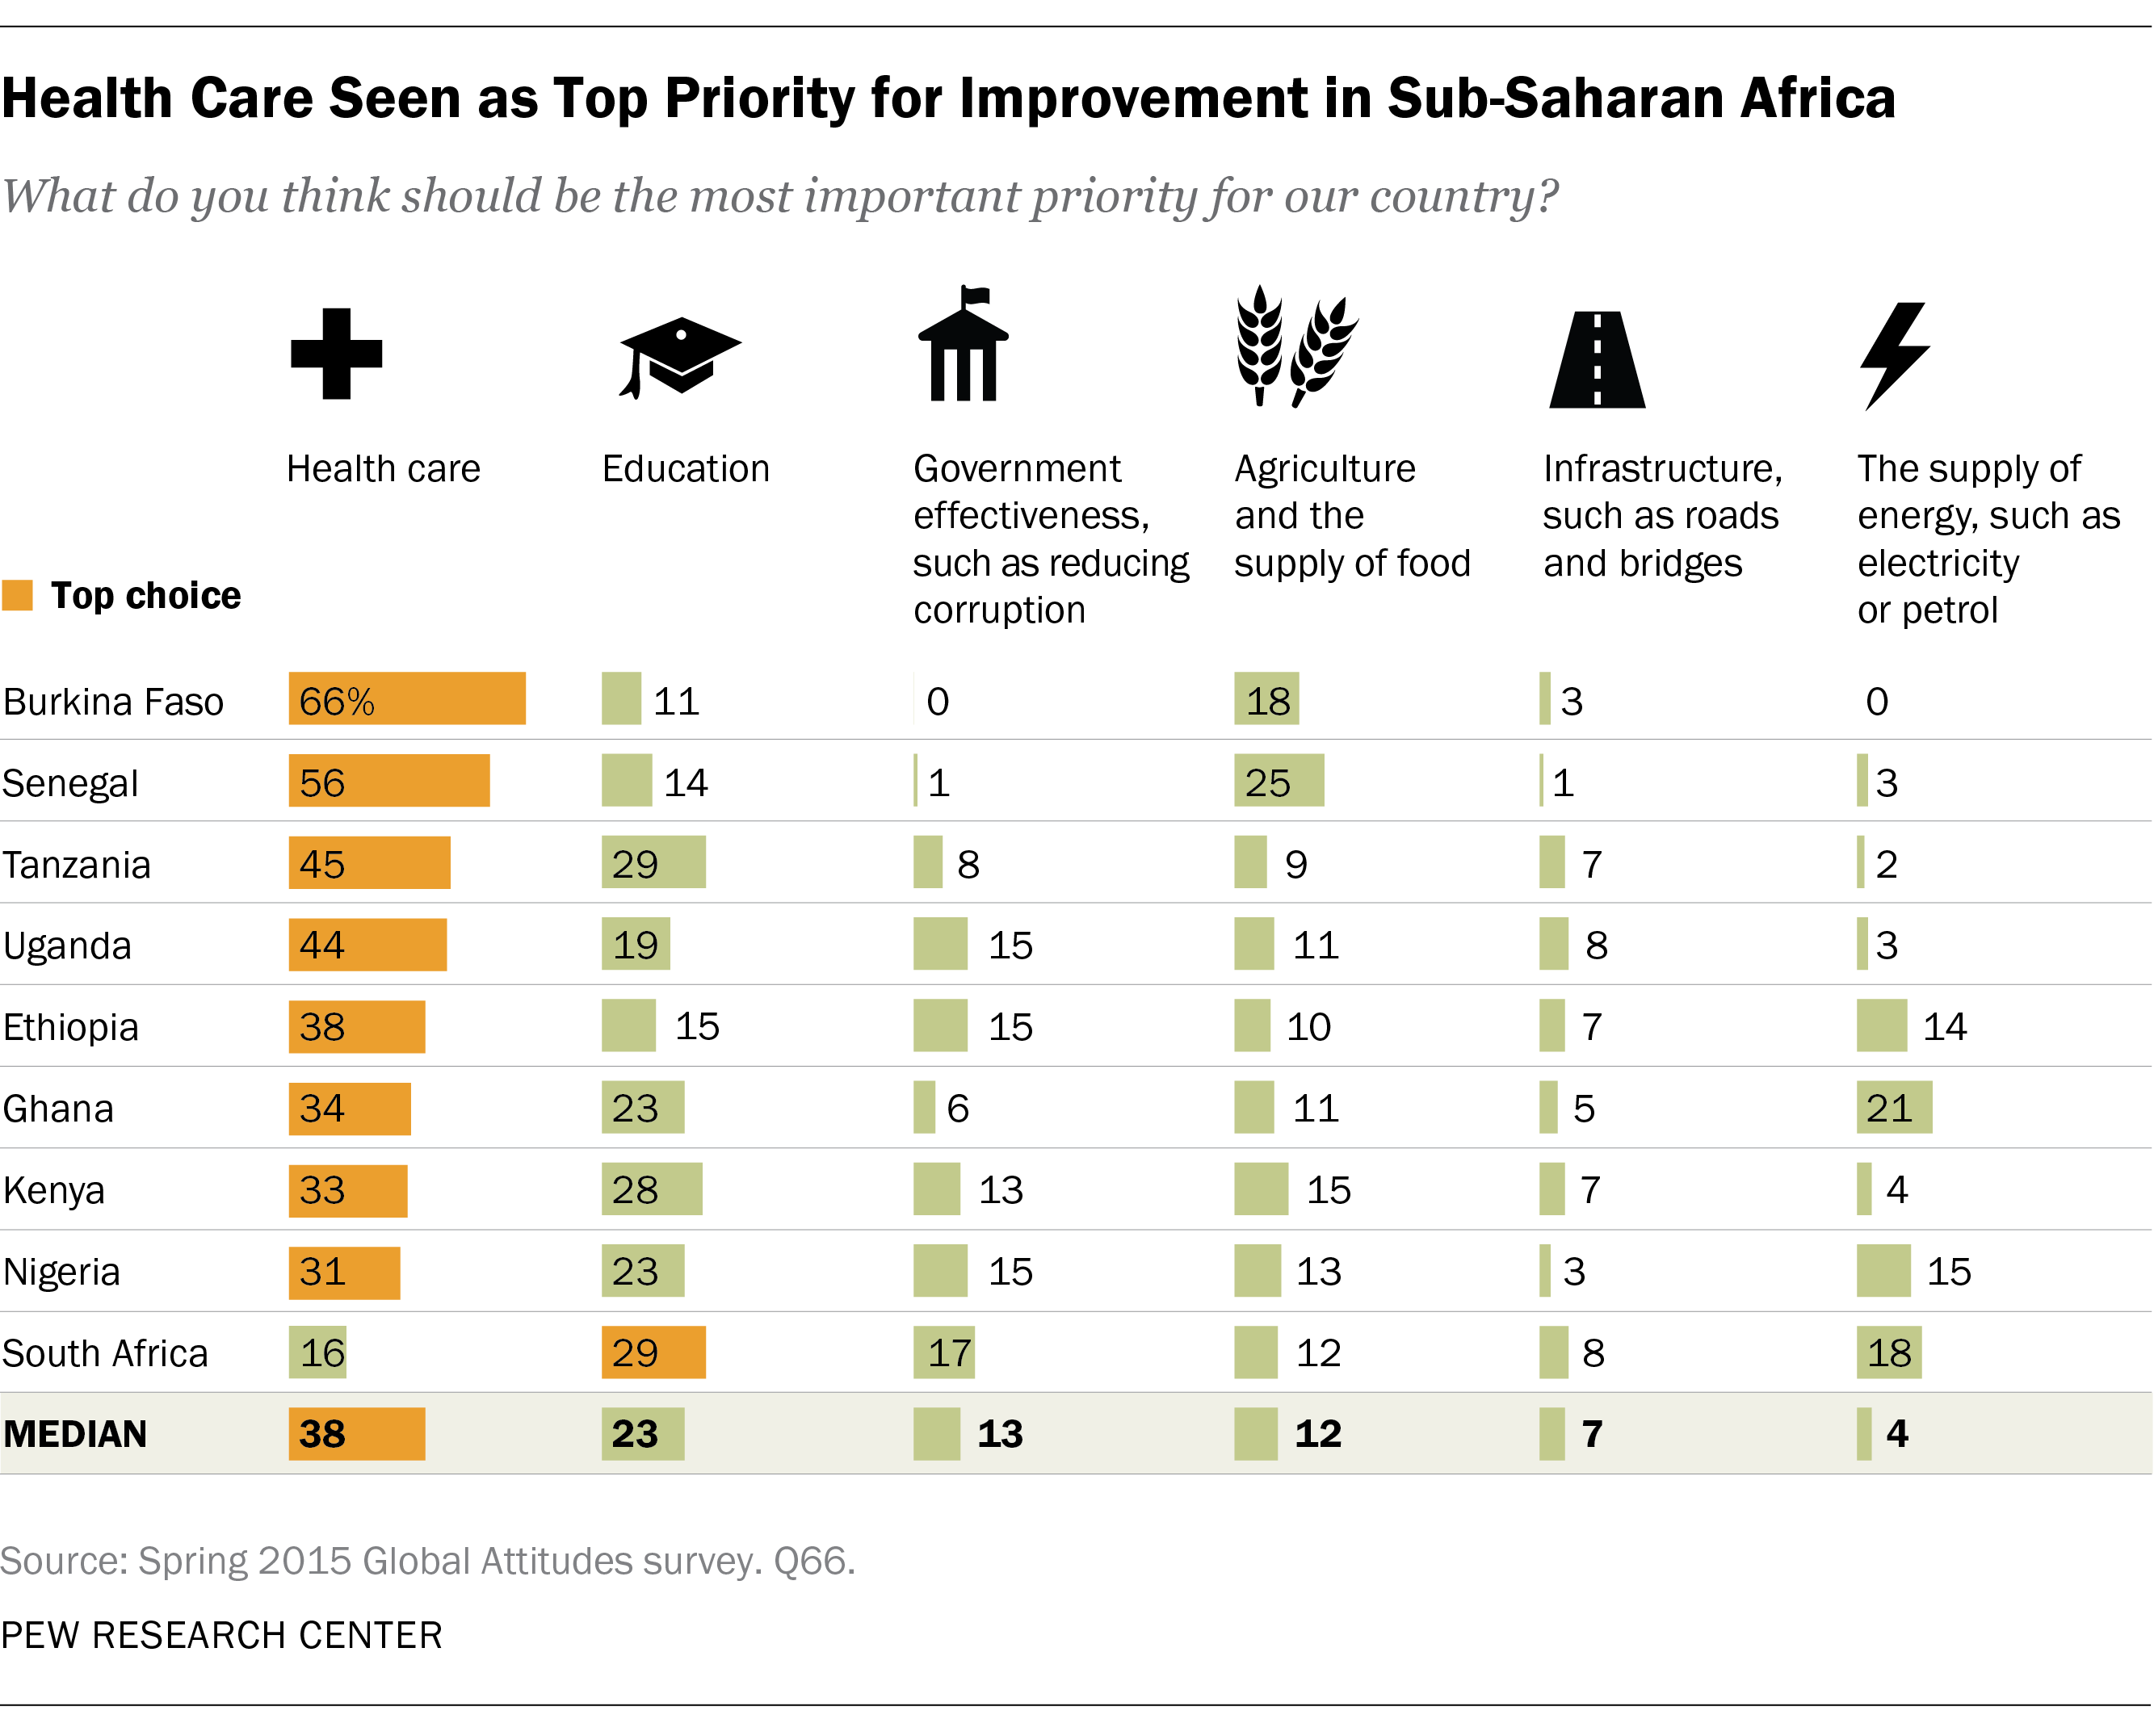 Health Care Seen as Top Priority for Improvement in Sub-Saharan Africa
What do you think should be the most important priority for our country?
Health care
Education
Government
effectiveness,
such as reducing
corruption
Agriculture
and the
supply of food
Infrastructure,
such as roads
and bridges
The supply of
energy, such as
electricity
or petrol
Top choice
Burkina Faso 66% 11 0 18 3 0
Senegal 56 14 1 25 1 3
Tanzania 45 29 8 9 7 2
Uganda 44 19 15 11 8 3
Ethiopia 38 15 15 10 7 14
Ghana 34 23 6 11 5 21
Kenya 33 28 13 15 7 4
Nigeria 31 23 15 13 3 15
South Africa 16 29 17 12 8 18
MEDIAN 38 23 13 12 7 4
Source: Spring 2015 Global Attitudes survey. Q66.
PEW RESEARCH CENTER